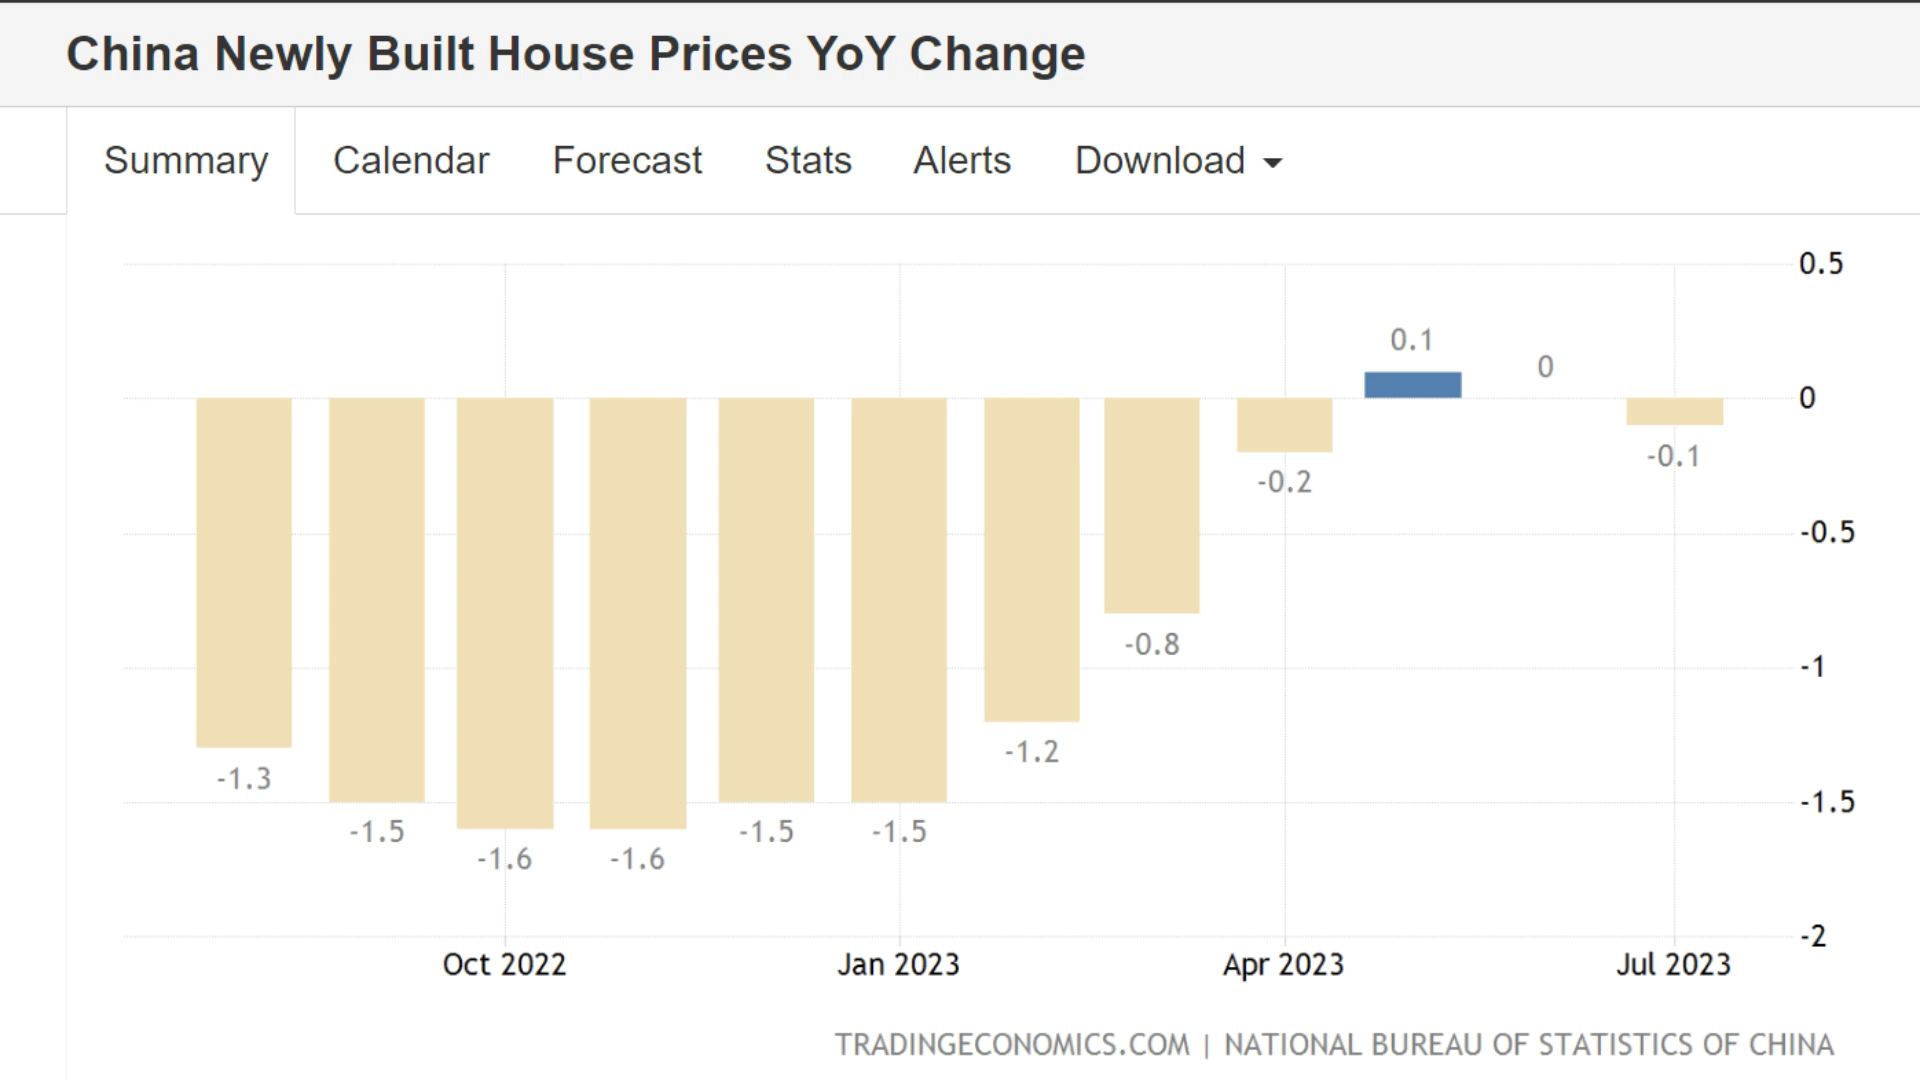 China Newly Built House Prices YoY Change
Summary Calendar Forecast Stats Alerts Download
0.5
0.1
0
0
-0.1
-0.2
-0.5
-0.8
-1
-1.2
-1.3
-1.5
-1.5 -1.5 -1.5
-1.6 -1.6
-2
Oct 2022 Jan 2023 Apr 2023 Jul 2023
TRADINGECONOMICS.COM | NATIONAL BUREAU OF STATISTICS OF CHINA